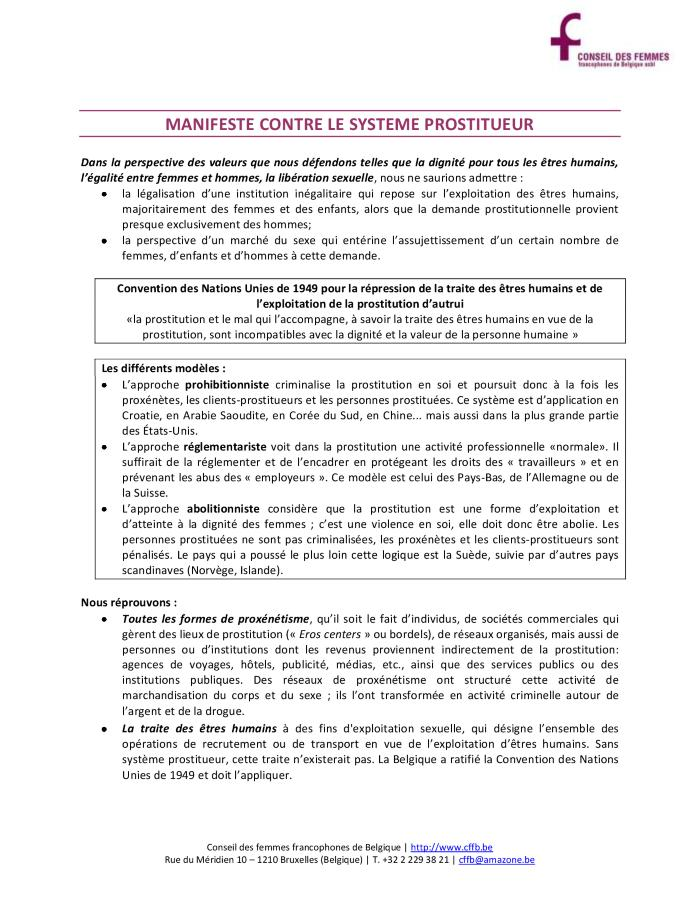 CONSEIL DES FEMMES
francophones de Belgique asbl
MANIFESTE CONTRE LE SYSTEME PROSTITUEUR
Dans la perspective des valeurs que nous défendons telles que la dignité pour tous les êtres humains,
l’égalité entre femmes et hommes, la libération sexuelle, nous ne saurions admettre :
• la légalisation d’une institution inégalitaire qui repose sur l’exploitation des êtres humains,
majoritairement des femmes et des enfants, alors que la demande prostitutionnelle provient
presque exclusivement des hommes;
• la perspective d’un marché du sexe qui entérine l’assujettissement d’un certain nombre de
femmes, d’enfants et d’hommes à cette demande.
Convention des Nations Unies de 1949 pour la répression de la traite des êtres humains et de
l’exploitation de la prostitution d’autrui
«la prostitution et le mal qui l’accompagne, à savoir la traite des êtres humains en vue de la
prostitution, sont incompatibles avec la dignité et la valeur de la personne humaine »
Les différents modèles :
• L’approche prohibitionniste criminalise la prostitution en soi et poursuit donc à la fois les
proxénètes, les clients-prostitueurs et les personnes prostituées. Ce système est d’application en
Croatie, en Arabie Saoudite, en Corée du Sud, en Chine... mais aussi dans la plus grande partie
des États-Unis.
• L’approche réglementariste voit dans la prostitution une activité professionnelle «normale». Il
suffirait de la réglementer et de l’encadrer en protégeant les droits des « travailleurs » et en
prévenant les abus des « employeurs ». Ce modèle est celui des Pays-Bas, de l’Allemagne ou de
la Suisse.
• L’approche abolitionniste considère que la prostitution est une forme d’exploitation et
d’atteinte à la dignité des femmes ; c’est une violence en soi, elle doit donc être abolie. Les
personnes prostituées ne sont pas criminalisées, les proxénètes et les clients-prostitueurs sont
pénalisés. Le pays qui a poussé le plus loin cette logique est la Suède, suivie par d’autres pays
scandinaves (Norvège, Islande).
Nous réprouvons :
• Toutes les formes de proxénétisme, qu’il soit le fait d’individus, de sociétés commerciales qui
gèrent des lieux de prostitution (« Eros centers » ou bordels), de réseaux organisés, mais aussi de
personnes ou d’institutions dont les revenus proviennent indirectement de la prostitution:
agences de voyages, hôtels, publicité, médias, etc., ainsi que des services publics ou des
institutions publiques. Des réseaux de proxénétisme ont structuré cette activité de
marchandisation du corps et du sexe ; ils l’ont transformée en activité criminelle autour de
l’argent et de la drogue.
• La traite des êtres humains à des fins d'exploitation sexuelle, qui désigne l’ensemble des
opérations de recrutement ou de transport en vue de l’exploitation d’êtres humains. Sans
système prostitueur, cette traite n’existerait pas. La Belgique a ratifié la Convention des Nations
Unies de 1949 et doit l’appliquer.
Conseil des femmes francophones de Belgique | http://www.cffb.be
Rue du Méridien 10 – 1210 Bruxelles (Belgique) | T. +32 2 229 38 21 | cffb@amazone.be